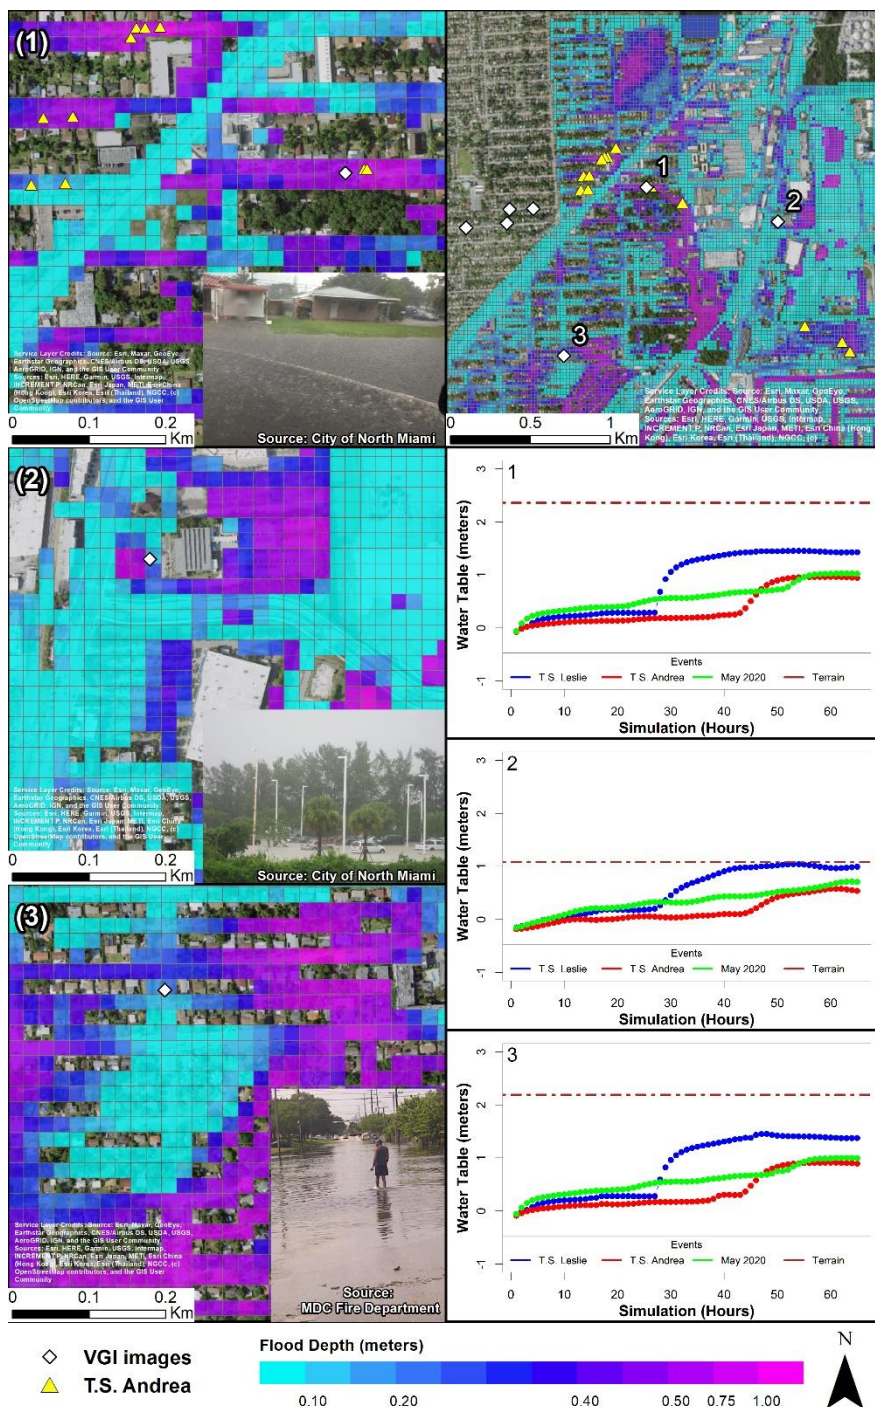 (1)
Service Layer Credits: Source: Esri, Maxar, GeoEye,
Earthstar Geographics, CNES/Airbus DS, USDA, USGS,
AeroGRID, IGN, and the GIS User Community
Sources: Esri, HERE, Garmin, USGS, Intermap,
INCREMENT P, NRCan, Esri Japan, METI, Esri China
(Hong Kong), Esri Korea, Esri (Thailand), NGCC, (c)
OpenStreetMap contributors, and the GIS User
Community
0 0.1 0.2
Km
Source: City of North Miami
1
2
3
Service Layer Credits: Source: Esri, Maxar, GeoEye,
Earthstar Geographics, CNES/Airbus DS, USDA, USGS,
AeroGRID, IGN, and the GIS User Community
Sources: Esri, HERE, Garmin, USGS, Intermap,
INCREMENT P, NRCan, Esri Japan, METI, Esri China (Hong
Kong), Esri Korea, Esri (Thailand), NGCC, (c)
0 0.5 1
Km
(2)
Service Layer Credits: Source: Esri, Maxar, GeoEye,
Earthstar Geographics, CNES/Airbus DS, USDA, USGS,
AeroGRID, IGN, and the GIS User Community
Sources: Esri, HERE, Garmin, USGS, Intermap,
INCREMENT P, NRCan, Esri Japan, METI, Esri China
(Hong Kong), Esri Korea, Esri (Thailand), NGCC, (c)
OpenStreetMap contributors, and the GIS User
Community
0 0.1 0.2
Km
Source: City of North Miami
1
Water Table (meters)
3
2
1
0
-1
Events
T.S. Leslie T.S. Andrea May 2020 Terrain
0 10 20 30 40 50 60
Simulation (Hours)
2
Water Table (meters)
3
2
1
0
-1
Events
T.S. Leslie T.S. Andrea May 2020 Terrain
0 10 20 30 40 50 60
Simulation (Hours)
(3)
Service Layer Credits: Source: Esri, Maxar, GeoEye,
Earthstar Geographics, CNES/Airbus DS, USDA, USGS,
AeroGRID, IGN, and the GIS User Community
Sources: Esri, HERE, Garmin, USGS, Intermap,
INCREMENT P, NRCan, Esri Japan, METI, Esri China
(Hong Kong), Esri Korea, Esri (Thailand), NGCC, (c)
OpenStreetMap contributors, and the GIS User
Community
0 0.1 0.2
Km
Source:
MDC Fire Department
3
Water Table (meters)
3
2
1
0
-1
Events
T.S. Leslie T.S. Andrea May 2020 Terrain
0 10 20 30 40 50 60
Simulation (Hours)
VGI images
T.S. Andrea
Flood Depth (meters)
0.10 0.20 0.40 0.50 0.75 1.00
N